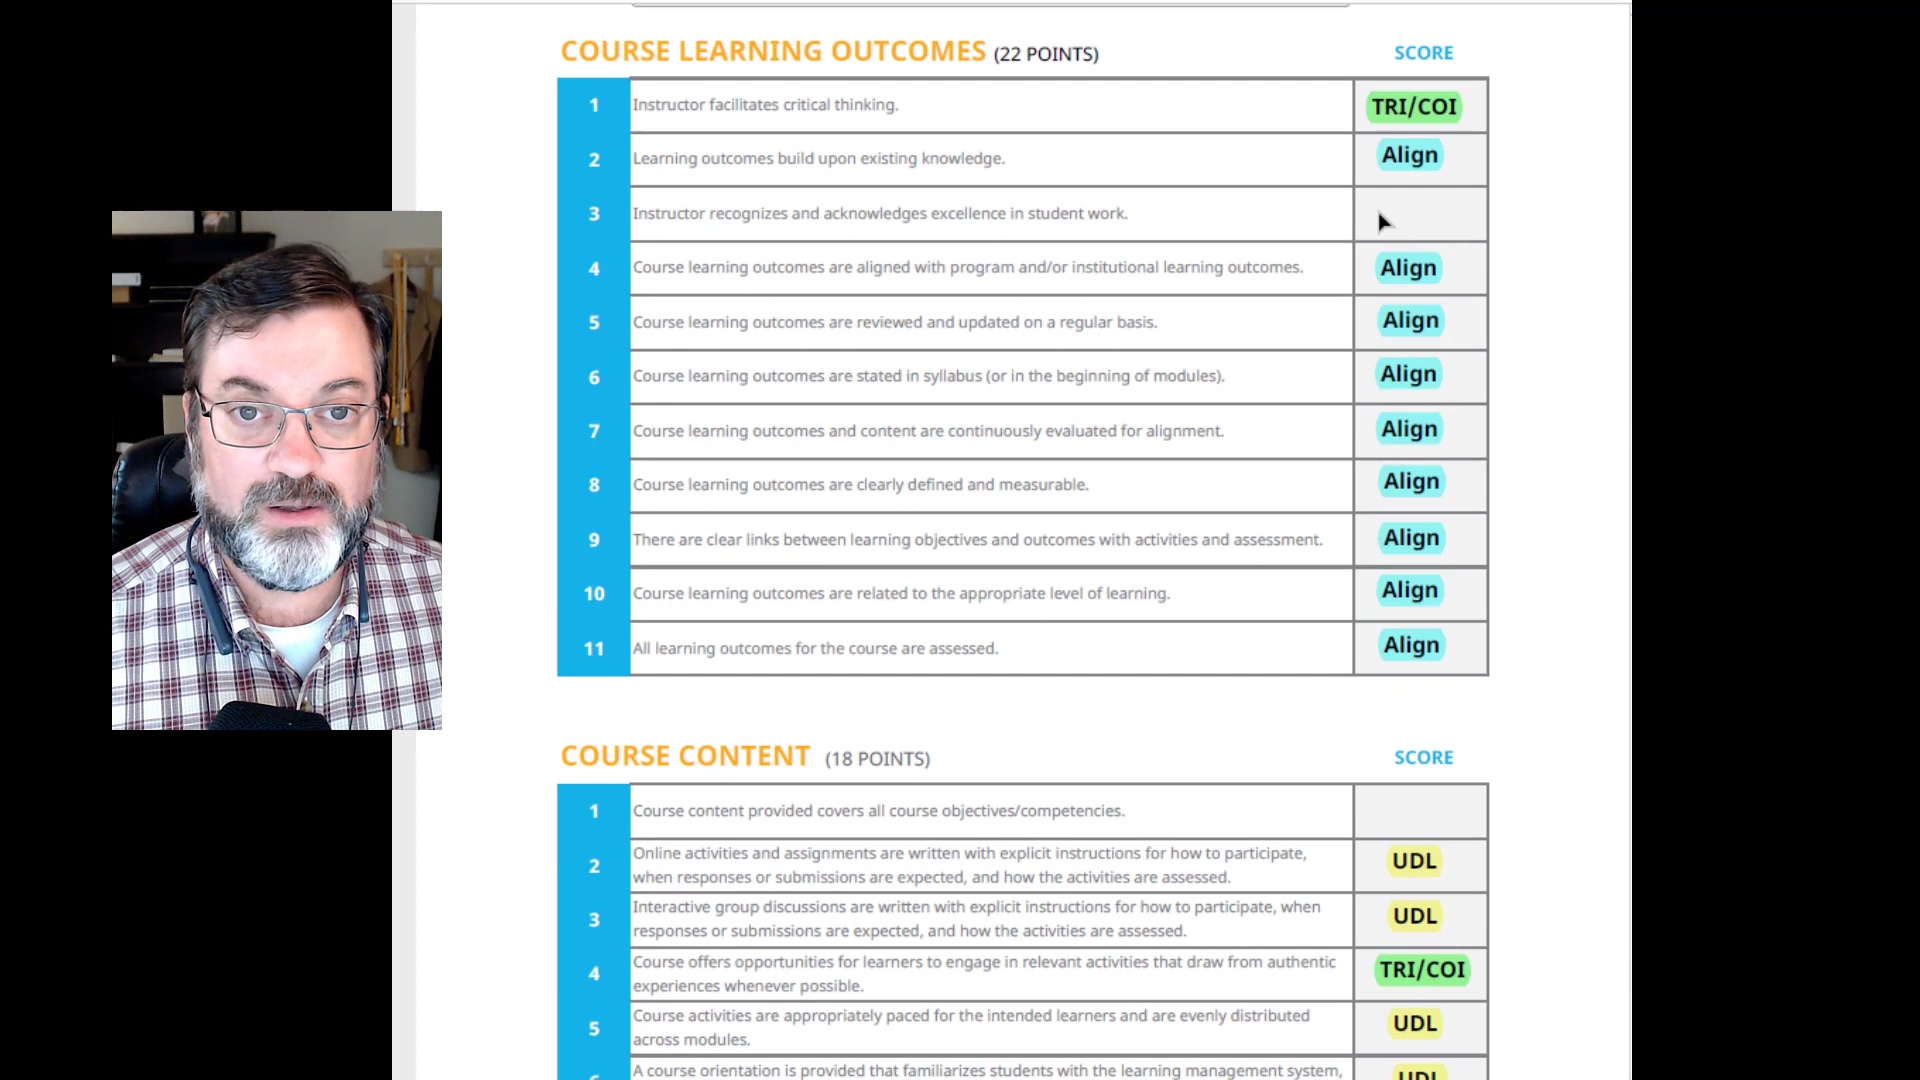 COURSE LEARNING OUTCOMES (22 POINTS) SCORE
1 Instructor facilitates critical thinking. TRI/COI
2 Learning outcomes build upon existing knowledge. Align
3 Instructor recognizes and acknowledges excellence in student work.
4 Course learning outcomes are aligned with program and/or institutional learning outcomes. Align
5 Course learning outcomes are reviewed and updated on a regular basis. Align
6 Course learning outcomes are stated in syllabus (or in the beginning of modules). Align
7 Course learning outcomes and content are continuously evaluated for alignment. Align
8 Course learning outcomes are clearly defined and measurable. Align
9 There are clear links between learning objectives and outcomes with activities and assessment. Align
10 Course learning outcomes are related to the appropriate level of learning. Align
11 All learning outcomes for the course are assessed. Align
COURSE CONTENT (18 POINTS) SCORE
1 Course content provided covers all course objectives/competencies.
2 Online activities and assignments are written with explicit instructions for how to participate, UDL
when responses or submissions are expected, and how the activities are assessed.
3 Interactive group discussions are written with explicit instructions for how to participate, when UDL
responses or submissions are expected, and how the activities are assessed.
4 Course offers opportunities for learners to engage in relevant activities that draw from authentic TRI/COI
experiences whenever possible.
5 Course activities are appropriately paced for the intended learners and are evenly distributed UDL
across modules.
A course orientation is provided that familiarizes students with the learning management system, UDL